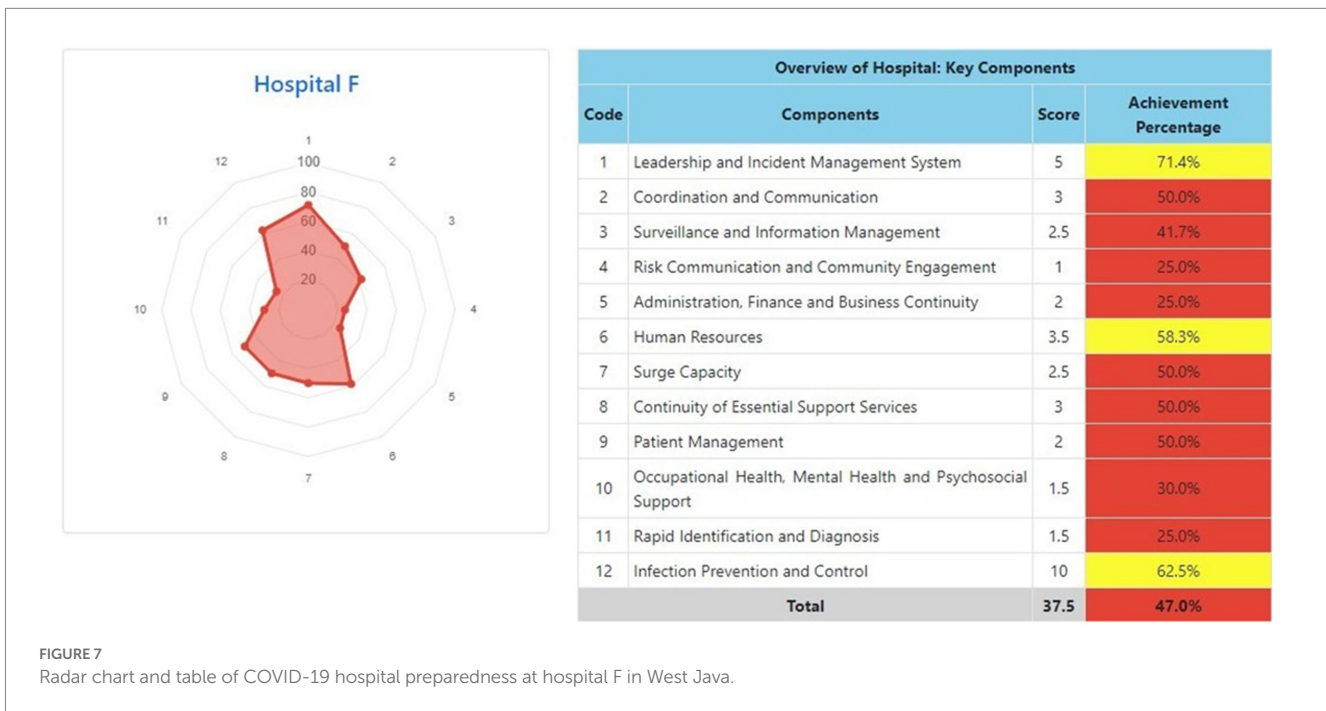 Hospital F
1
2
3
4
5
6
7
8
9
10
11
12
100
80
60
40
20
Overview of Hospital: Key Components
Code Components Score Achievement
Percentage
1 Leadership and Incident Management System 5 71.4%
2 Coordination and Communication 3 50.0%
3 Surveillance and Information Management 2.5 41.7%
4 Risk Communication and Community Engagement 1 25.0%
5 Administration, Finance and Business Continuity 2 25.0%
6 Human Resources 3.5 58.3%
7 Surge Capacity 2.5 50.0%
8 Continuity of Essential Support Services 3 50.0%
9 Patient Management 2 50.0%
10 Occupational Health, Mental Health and Psychosocial
Support 1.5 30.0%
11 Rapid Identification and Diagnosis 1.5 25.0%
12 Infection Prevention and Control 10 62.5%
Total 37.5 47.0%
FIGURE 7
Radar chart and table of COVID-19 hospital preparedness at hospital F in West Java.